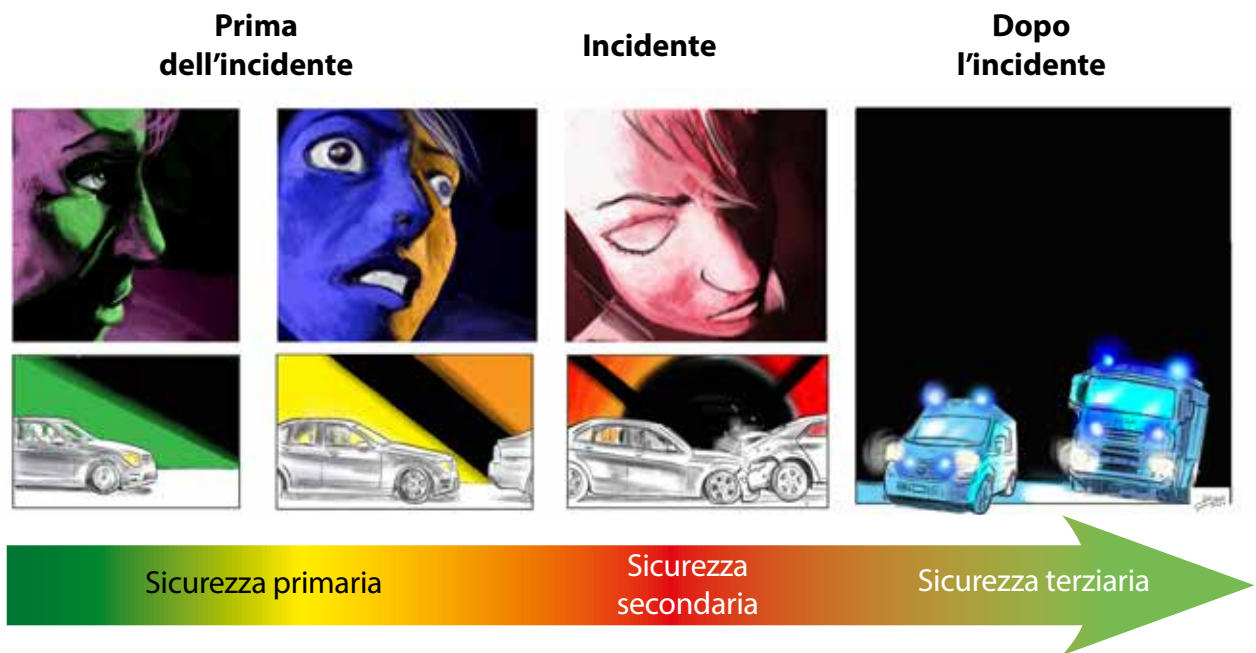 Prima
dell'incidente
Incidente
Dopo
l'incidente
Sicurezza primaria
Sicurezza
secondaria
Sicurezza terziaria